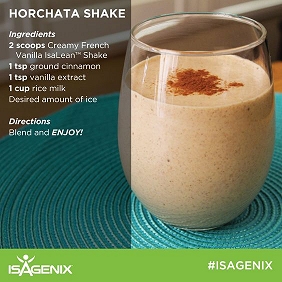 HORCHATA SHAKE
Ingredients
2 scoops Creamy French
Vanilla IsaLean™ Shake
1 tsp ground cinnamon
1 tsp vanilla extract
1 cup rice milk
Desired amount of ice
Directions
Blend and ENJOY!
ISAGENIX
#ISAGENIX